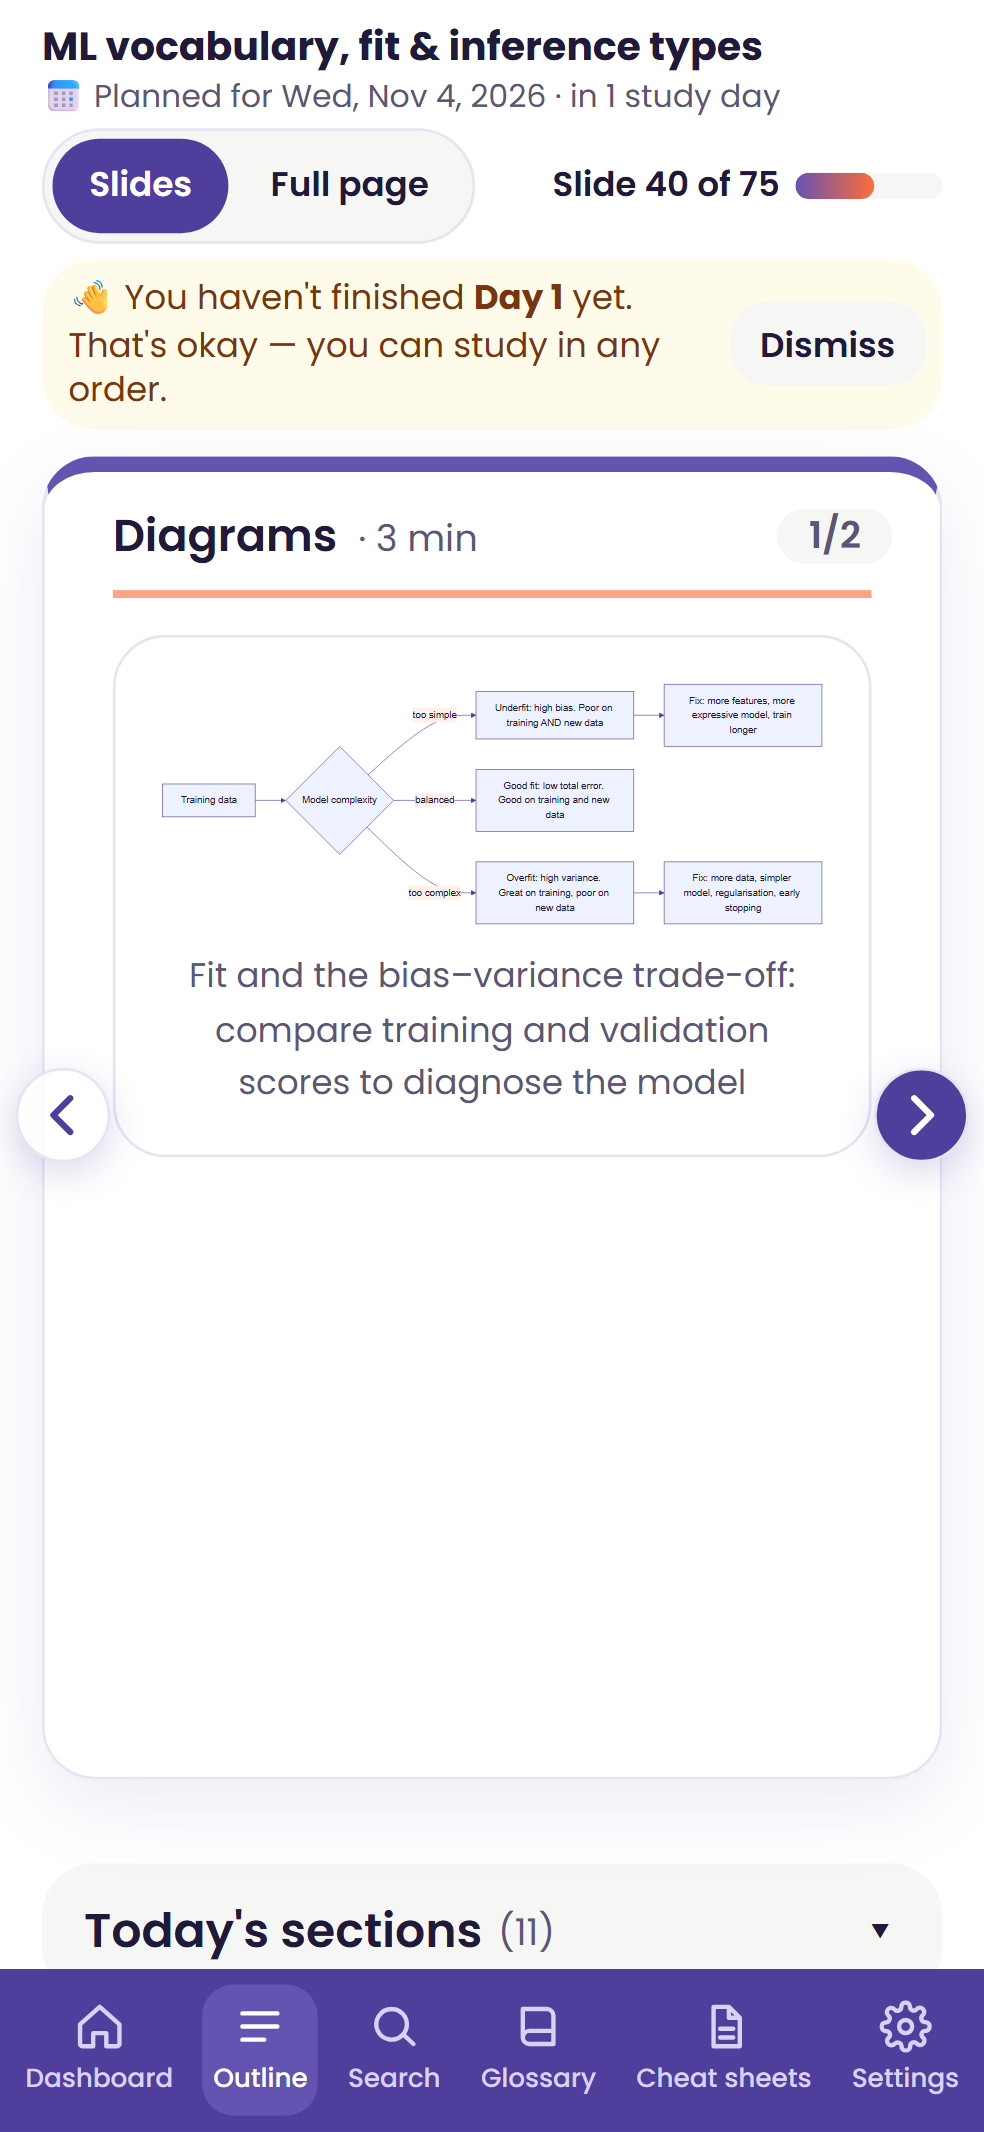 ML vocabulary, fit & inference types
Planned for Wed, Nov 4, 2026 · in 1 study day
Slides
Full page
Slide 40 of 75
👋 You haven't finished Day 1 yet.
That's okay — you can study in any
order.
Dismiss
Diagrams · 3 min
1/2
Training data
Model complexity
too simple
Underfit: high bias. Poor on
training AND new data
Fix: more features, more
expressive model, train
longer
balanced
Good fit: low total error.
Good on training and new
data
too complex
Overfit: high variance.
Great on training, poor on
new data
Fix: more data, simpler
model, regularisation, early
stopping
Fit and the bias–variance trade-off:
compare training and validation
scores to diagnose the model
Today's sections (11)
Dashboard
Outline
Search
Glossary
Cheat sheets
Settings